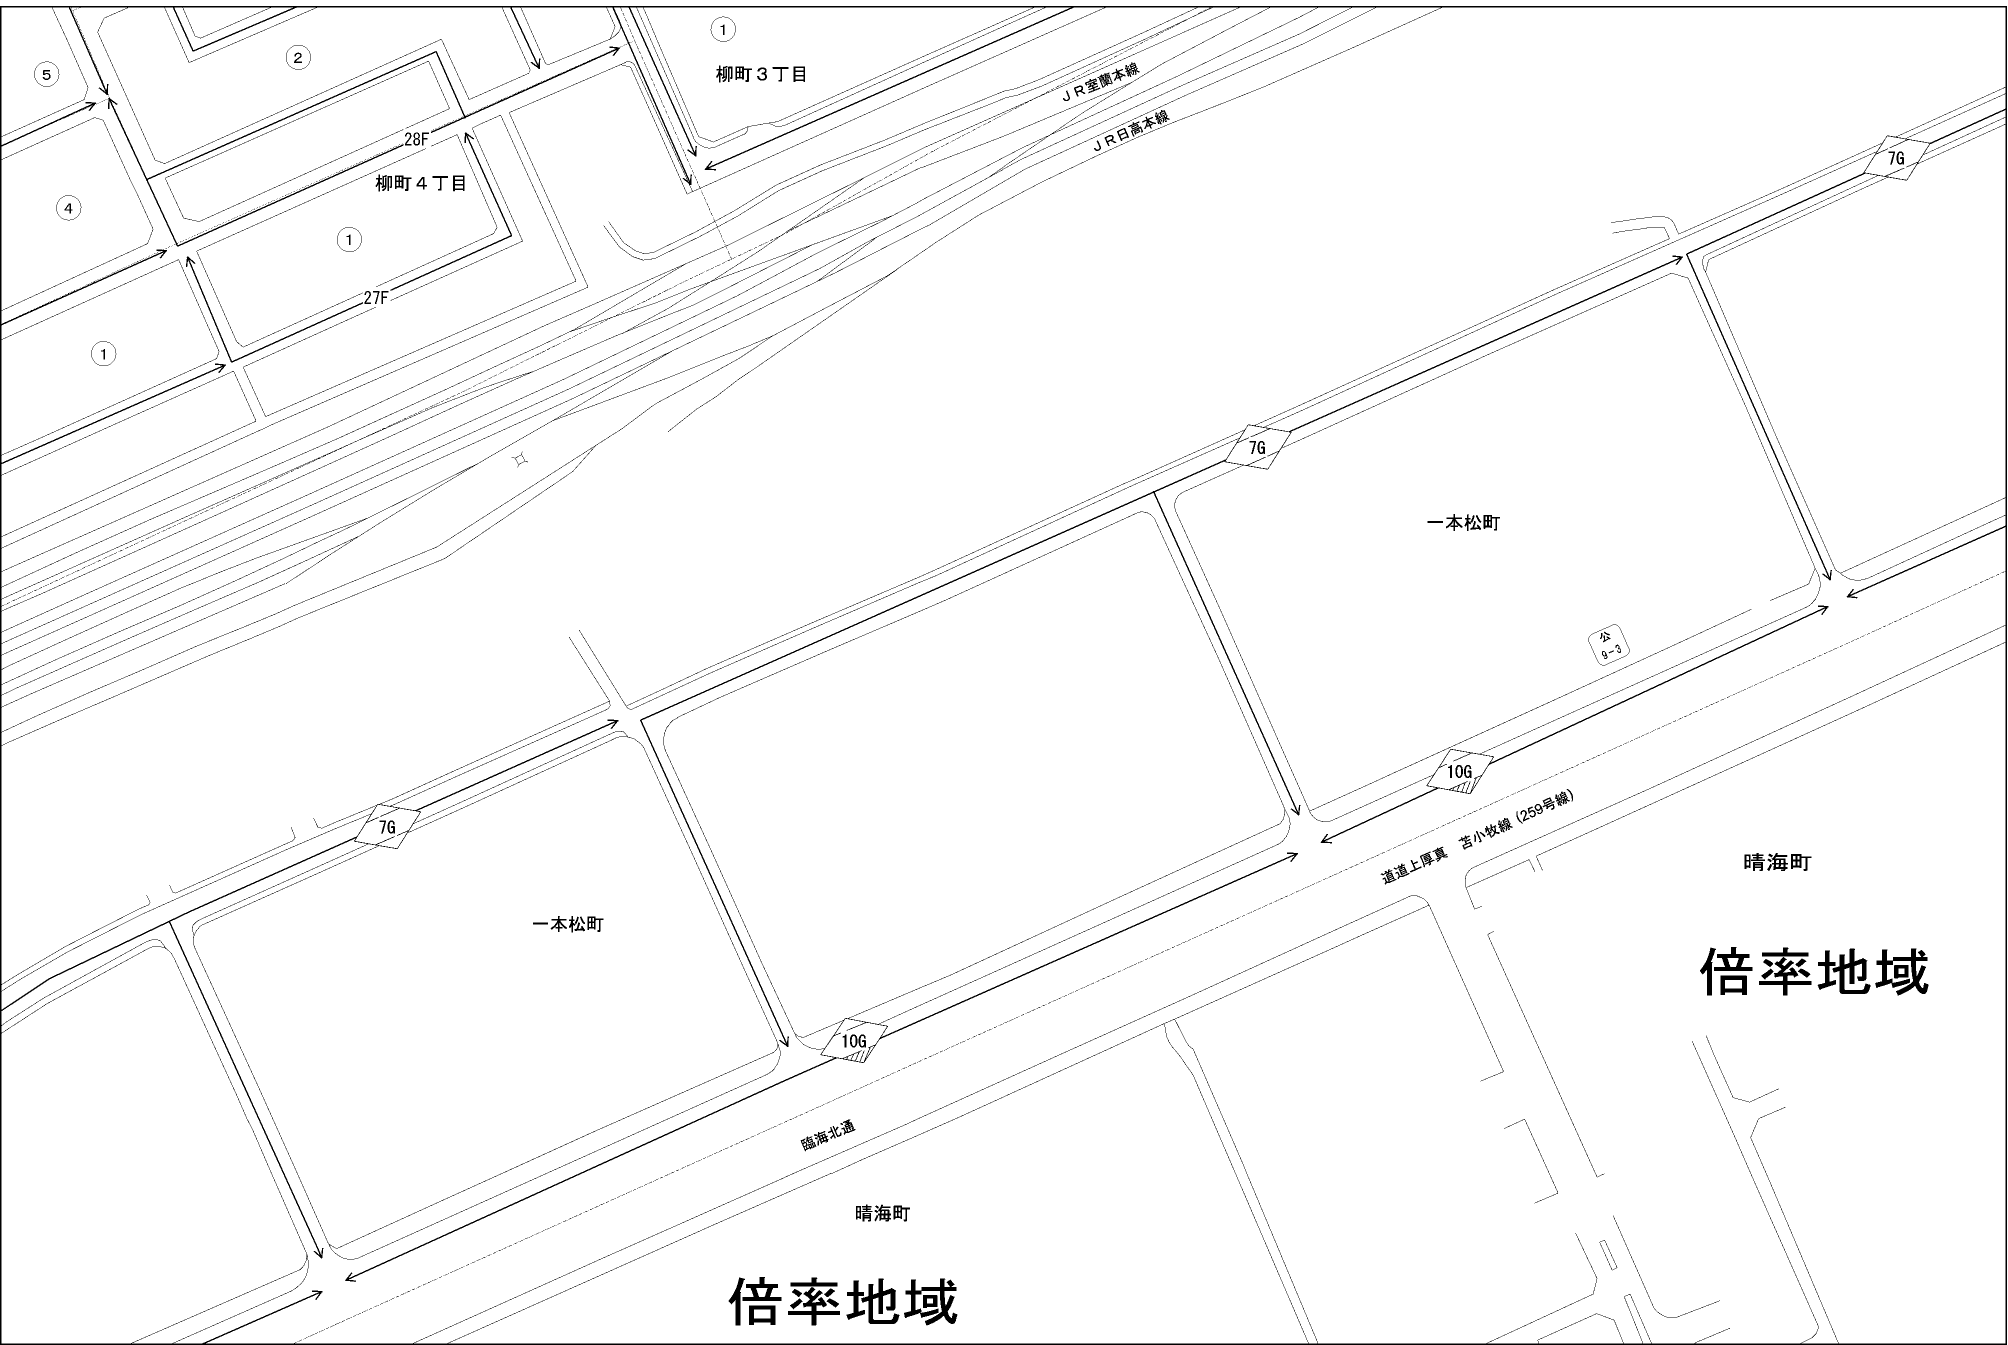 ①
⑤
②
柳町３丁目
ＪＲ室蘭本線
ＪＲ日高本線
28F
柳町４丁目
7G
④
①
27F
①
7G
一本松町
公
9-3
7G
10G
道道上厚真　苫小牧線(259号線)
晴海町
一本松町
倍率地域
10G
臨海北通
晴海町
倍率地域